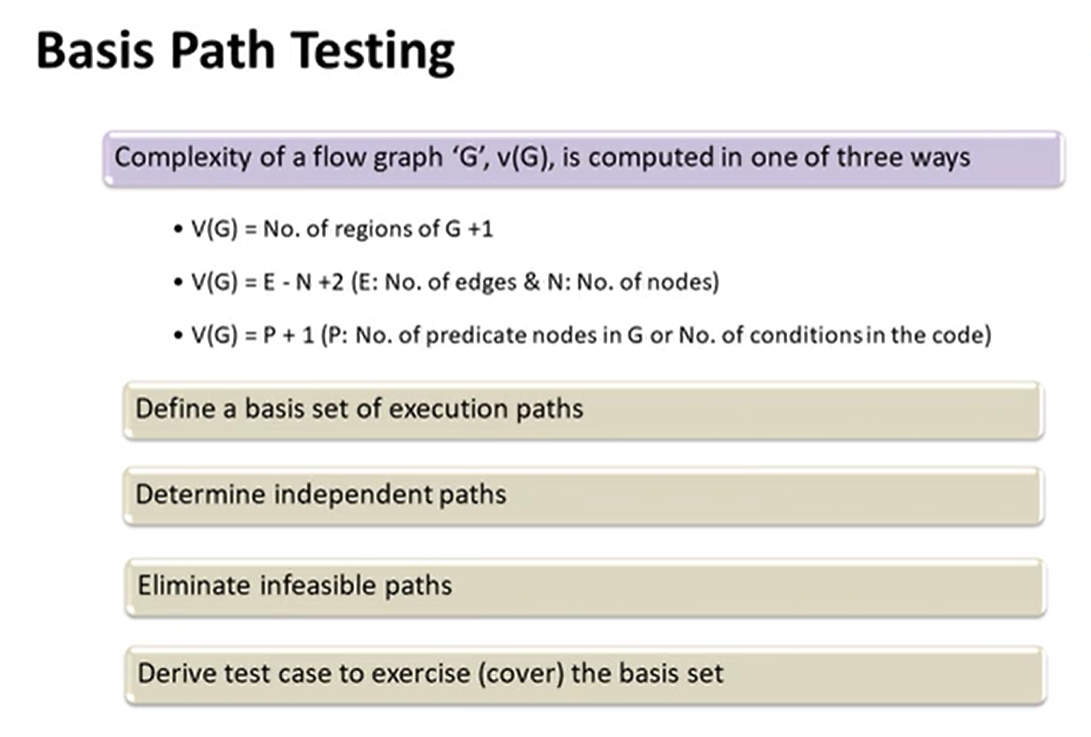 Basis Path Testing
Complexity of a flow graph ‘G’, v(G), is computed in one of three ways
• V(G) = No. of regions of G +1
• V(G) = E - N +2 (E: No. of edges & N: No. of nodes)
• V(G) = P + 1 (P: No. of predicate nodes in G or No. of conditions in the code)
Define a basis set of execution paths
Determine independent paths
Eliminate infeasible paths
Derive test case to exercise (cover) the basis set